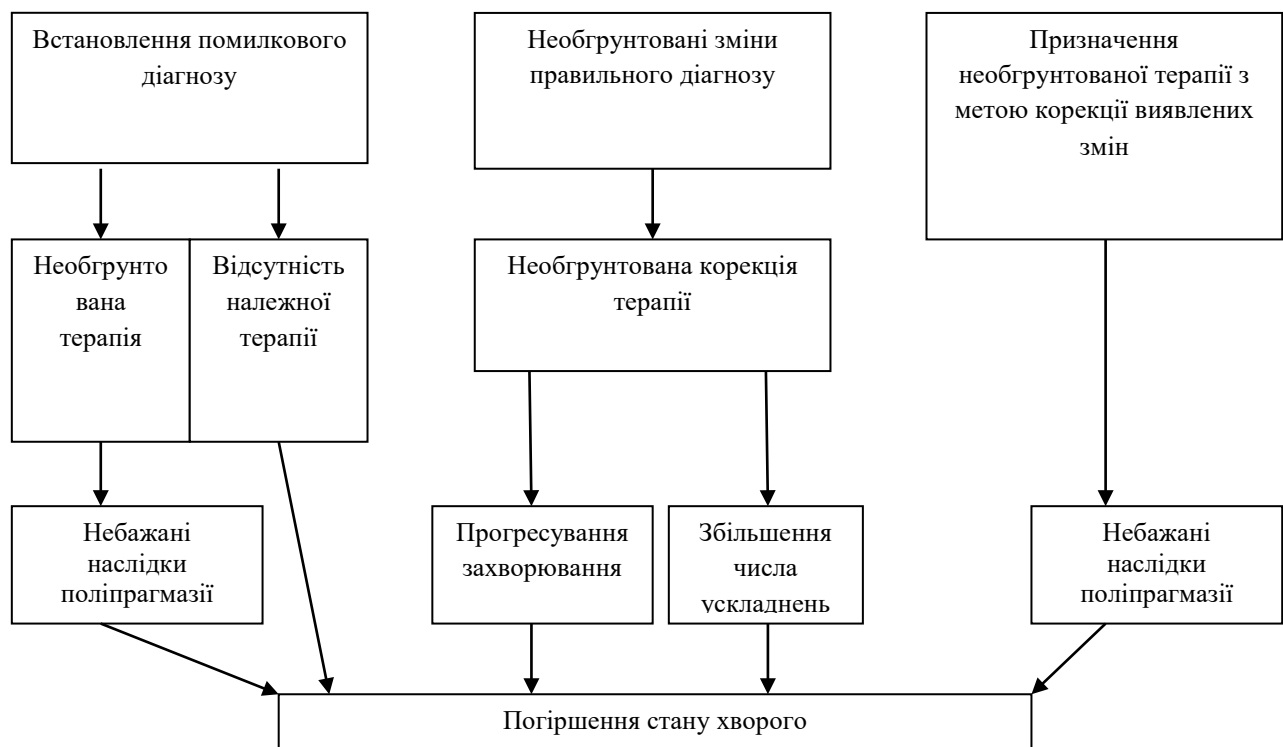 Встановлення помилкового
діагнозу
Необгрунтовані зміни
правильного діагнозу
Призначення
необгрунтованої терапії з
метою корекції виявлених
змін
Необгрунто
вана
терапія
Відсутність
належної
терапії
Необгрунтована корекція
терапії
Небажані
наслідки
поліпрагмазії
Прогресування
захворювання
Збільшення
числа
ускладнень
Небажані
наслідки
поліпрагмазії
Погіршення стану хворого